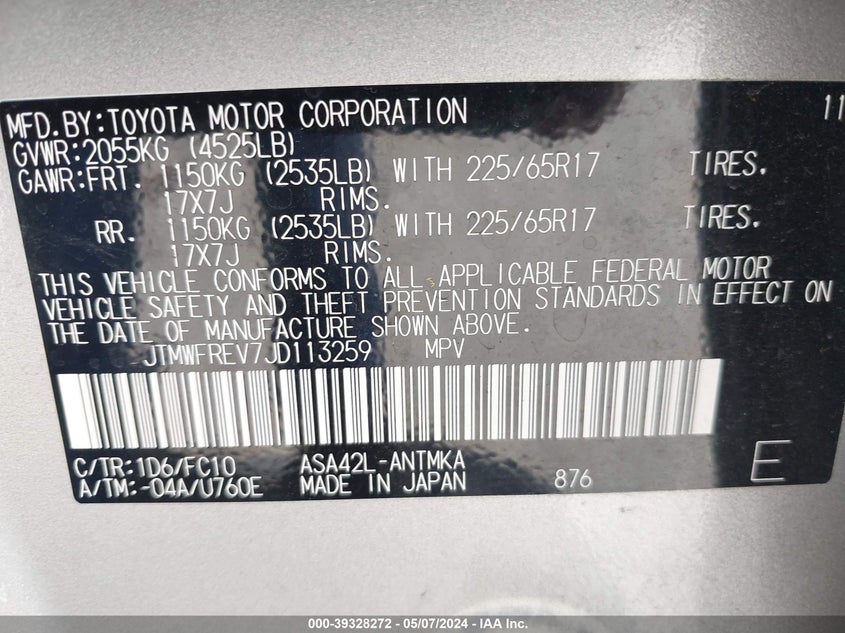 MFD.BY:TOYOTA MOTOR CORPORATION 11
GVWR:2055KG (4525LB)
GAWR:FRT. 1150KG (2535LB) WITH 225/65R17 TIRES.
17X7J RIMS.
RR. 1150KG (2535LB) WITH 225/65R17 TIRES.
17X7J RIMS.
THIS VEHICLE CONFORMS TO ALL APPLICABLE FEDERAL MOTOR
VEHICLE SAFETY AND THEFT PREVENTION STANDARDS IN EFFECT ON
THE DATE OF MANUFACTURE SHOWN ABOVE.
JTMWFREV7JD113259 MPV
C/TR:1D6/FC10 ASA42L-ANTMKA
A/TM:-04A/U760E MADE IN JAPAN 876 E
000-39328272 — 05/07/2024 — IAA Inc.